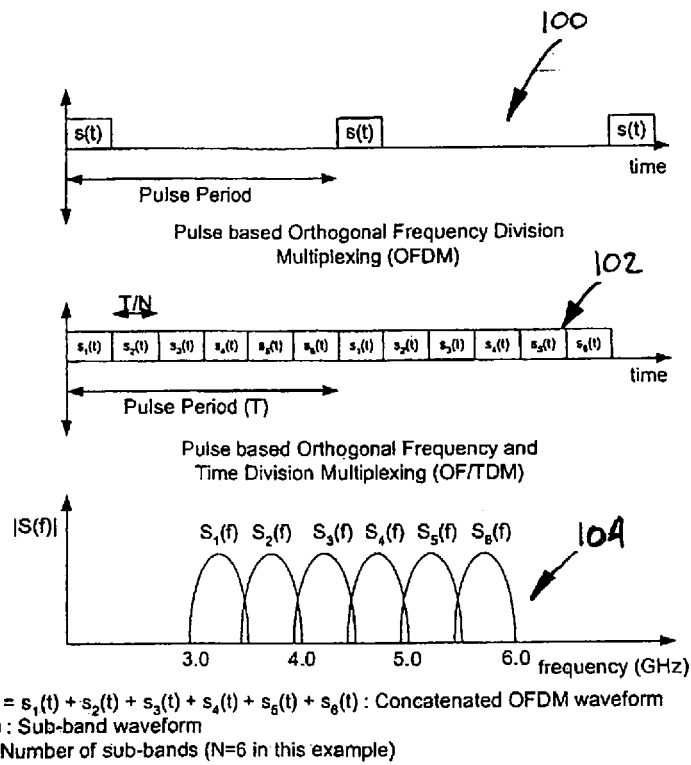 100
s(t) s(t) s(t)
time
Pulse Period
Pulse based Orthogonal Frequency Division
Multiplexing (OFDM)
102
T/N
s₁(t) s₂(t) s₃(t) s₄(t) s₅(t) s₆(t) s₁(t) s₂(t) s₃(t) s₄(t) s₅(t) s₆(t)
time
Pulse Period (T)
Pulse based Orthogonal Frequency and
Time Division Multiplexing (OF/TDM)
|S(f)|
S₁(f) S₂(f) S₃(f) S₄(f) S₅(f) S₆(f)
104
3.0 4.0 5.0 6.0 frequency (GHz)
= s₁(t) + s₂(t) + s₃(t) + s₄(t) + s₅(t) + s₆(t) : Concatenated OFDM waveform
: Sub-band waveform
Number of sub-bands (N=6 in this example)